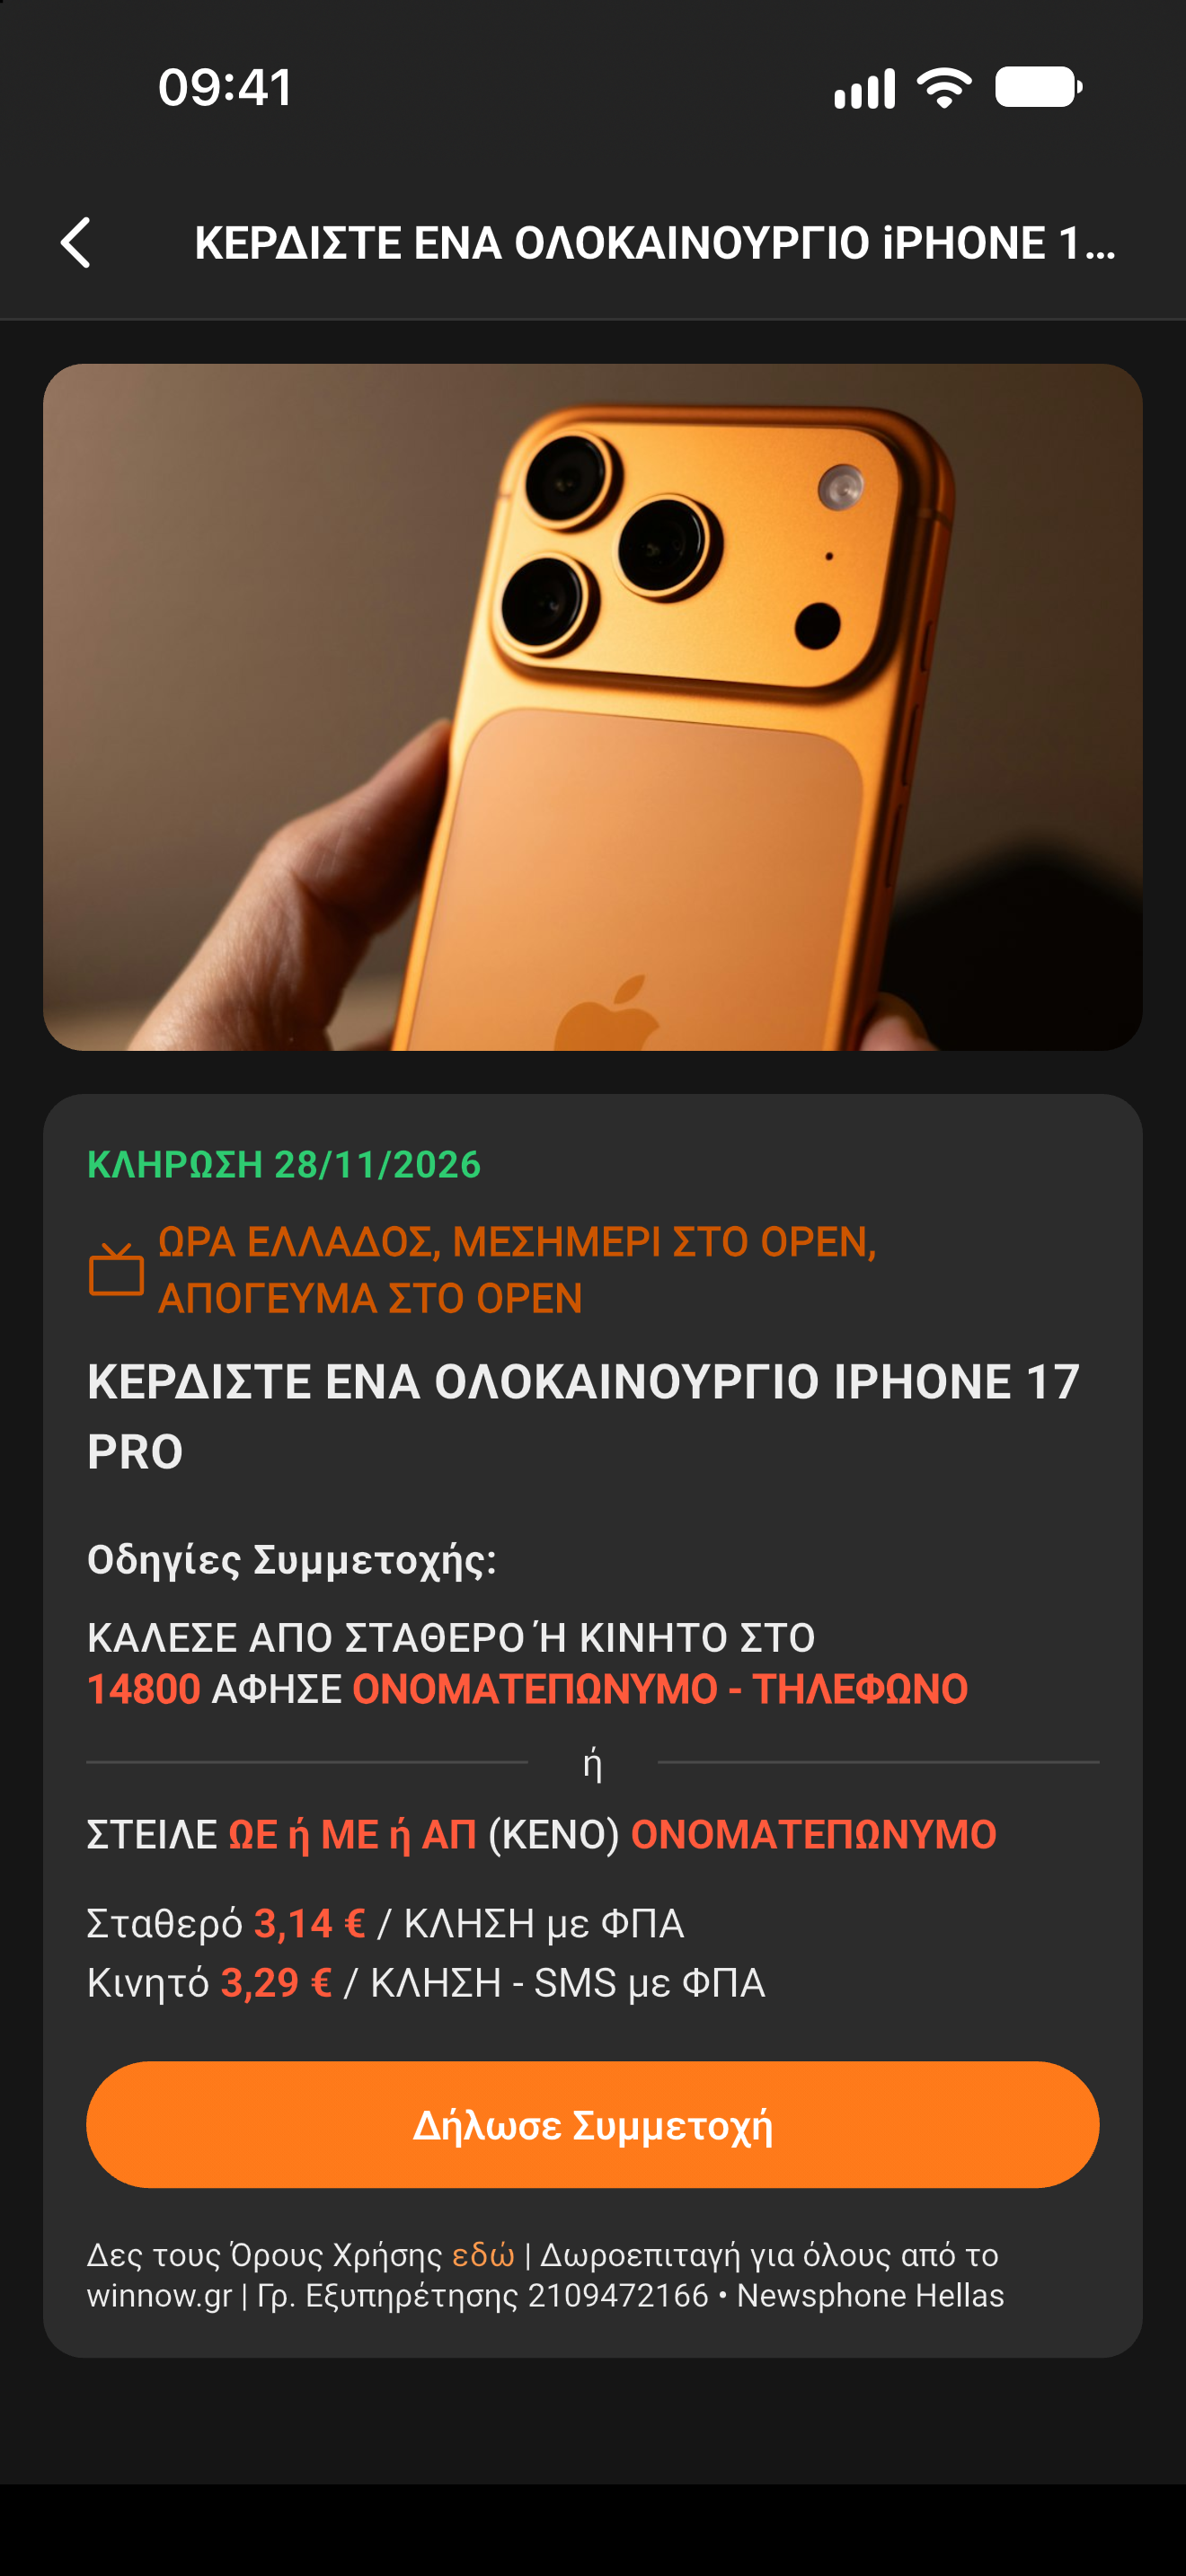 09:41
ΚΕΡΔΙΣΤΕ ΕΝΑ ΟΛΟΚΑΙΝΟΥΡΓΙΟ iPHONE 1...
ΚΛΗΡΩΣΗ 28/11/2026
ΩΡΑ ΕΛΛΑΔΟΣ, ΜΕΣΗΜΕΡΙ ΣΤΟ OPEN,
ΑΠΟΓΕΥΜΑ ΣΤΟ OPEN
ΚΕΡΔΙΣΤΕ ΕΝΑ ΟΛΟΚΑΙΝΟΥΡΓΙΟ IPHONE 17
PRO
Οδηγίες Συμμετοχής:
ΚΑΛΕΣΕ ΑΠΟ ΣΤΑΘΕΡΟ Ή ΚΙΝΗΤΟ ΣΤΟ
14800 ΑΦΗΣΕ ΟΝΟΜΑΤΕΠΩΝΥΜΟ - ΤΗΛΕΦΩΝΟ
ή
ΣΤΕΙΛΕ ΩΕ ή ΜΕ ή ΑΠ (ΚΕΝΟ) ΟΝΟΜΑΤΕΠΩΝΥΜΟ
Σταθερό 3,14 € / ΚΛΗΣΗ με ΦΠΑ
Κινητό 3,29 € / ΚΛΗΣΗ - SMS με ΦΠΑ
Δήλωσε Συμμετοχή
Δες τους Όρους Χρήσης εδώ | Δωροεπιταγή για όλους από το
winnow.gr | Γρ. Εξυπηρέτησης 2109472166 • Newsphone Hellas